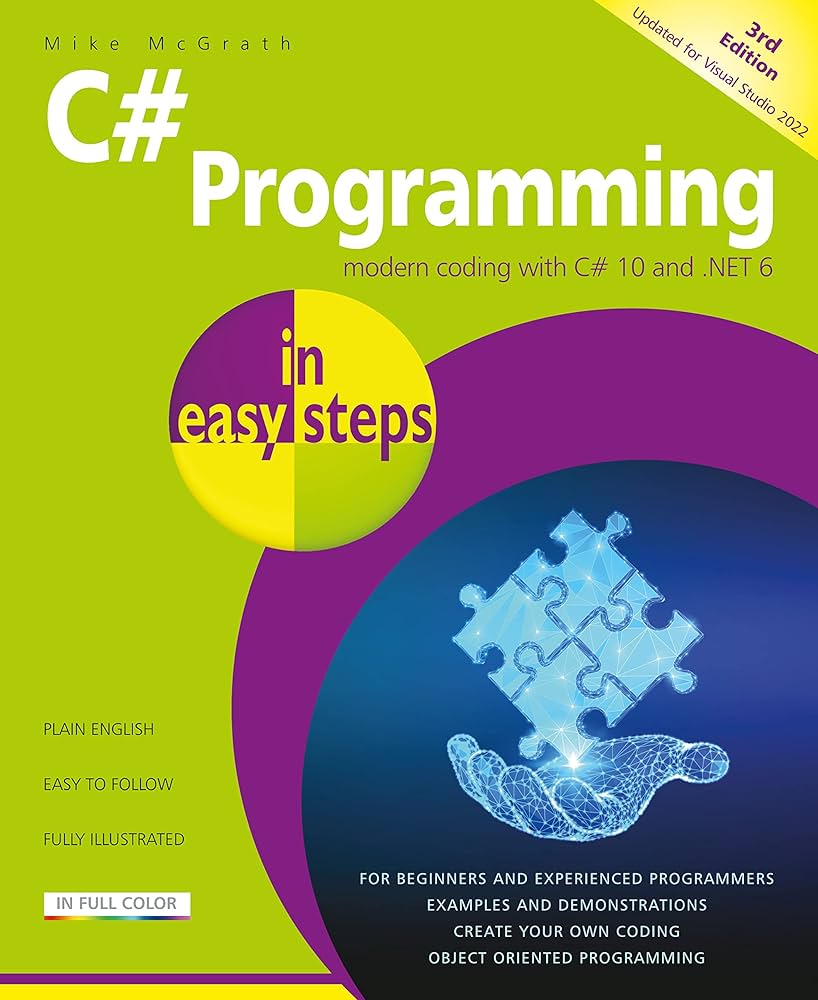 Mike McGrath
3rd
Edition
Updated for Visual Studio 2022
C#
Programming
modern coding with C# 10 and .NET 6
in
easy steps
PLAIN ENGLISH
EASY TO FOLLOW
FULLY ILLUSTRATED
IN FULL COLOR
FOR BEGINNERS AND EXPERIENCED PROGRAMMERS
EXAMPLES AND DEMONSTRATIONS
CREATE YOUR OWN CODING
OBJECT ORIENTED PROGRAMMING